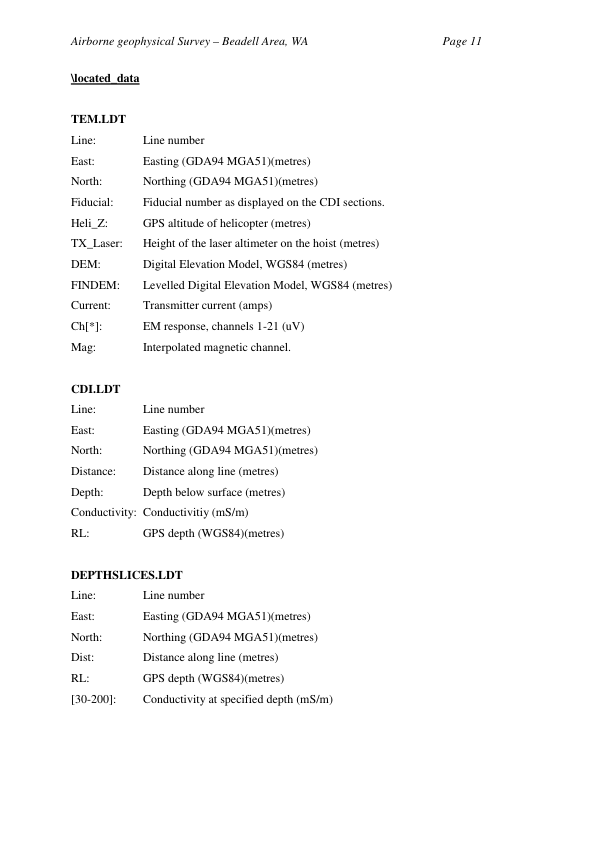 Airborne geophysical Survey – Beadell Area, WA Page 11
\located_data
TEM.LDT
Line: Line number
East: Easting (GDA94 MGA51)(metres)
North: Northing (GDA94 MGA51)(metres)
Fiducial: Fiducial number as displayed on the CDI sections.
Heli_Z: GPS altitude of helicopter (metres)
TX_Laser: Height of the laser altimeter on the hoist (metres)
DEM: Digital Elevation Model, WGS84 (metres)
FINDEM: Levelled Digital Elevation Model, WGS84 (metres)
Current: Transmitter current (amps)
Ch[*]: EM response, channels 1-21 (uV)
Mag: Interpolated magnetic channel.
CDI.LDT
Line: Line number
East: Easting (GDA94 MGA51)(metres)
North: Northing (GDA94 MGA51)(metres)
Distance: Distance along line (metres)
Depth: Depth below surface (metres)
Conductivity: Conductivitiy (mS/m)
RL: GPS depth (WGS84)(metres)
DEPTHSLICES.LDT
Line: Line number
East: Easting (GDA94 MGA51)(metres)
North: Northing (GDA94 MGA51)(metres)
Dist: Distance along line (metres)
RL: GPS depth (WGS84)(metres)
[30-200]: Conductivity at specified depth (mS/m)